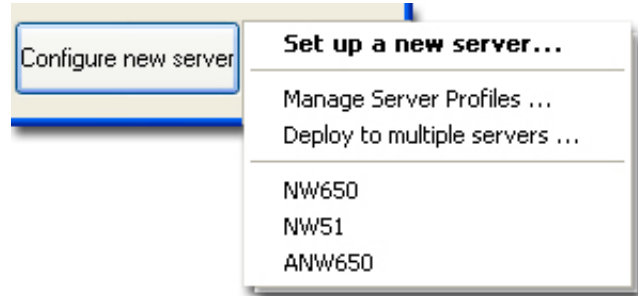 Configure new server
Set up a new server...
Manage Server Profiles ...
Deploy to multiple servers ...
NW650
NW51
ANW650